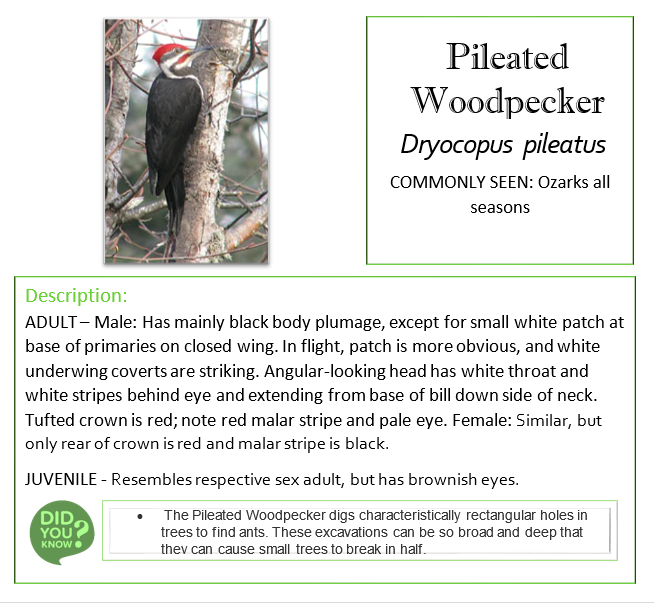 Pileated
Woodpecker
Dryocopus pileatus
COMMONLY SEEN: Ozarks all
seasons
Description:
ADULT – Male: Has mainly black body plumage, except for small white patch at
base of primaries on closed wing. In flight, patch is more obvious, and white
underwing coverts are striking. Angular-looking head has white throat and
white stripes behind eye and extending from base of bill down side of neck.
Tufted crown is red; note red malar stripe and pale eye. Female: Similar, but
only rear of crown is red and malar stripe is black.
JUVENILE - Resembles respective sex adult, but has brownish eyes.
DID
YOU
KNOW?
• The Pileated Woodpecker digs characteristically rectangular holes in
trees to find ants. These excavations can be so broad and deep that
they can cause small trees to break in half.